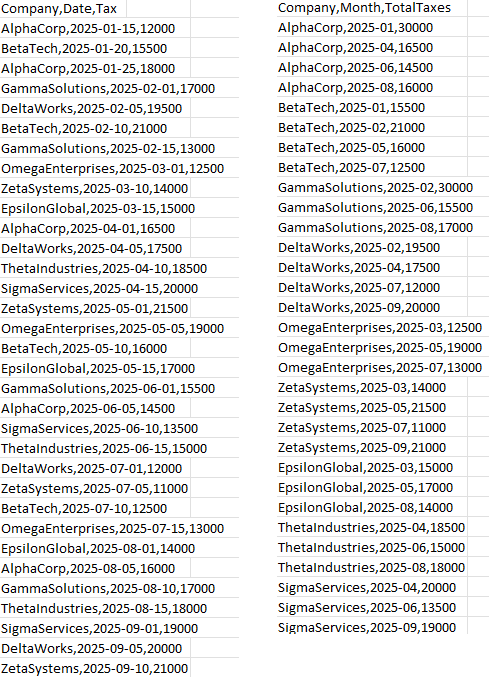 Company,Date,Tax
AlphaCorp,2025-01-15,12000
BetaTech,2025-01-20,15500
AlphaCorp,2025-01-25,18000
GammaSolutions,2025-02-01,17000
DeltaWorks,2025-02-05,19500
BetaTech,2025-02-10,21000
GammaSolutions,2025-02-15,13000
OmegaEnterprises,2025-03-01,12500
ZetaSystems,2025-03-10,14000
EpsilonGlobal,2025-03-15,15000
AlphaCorp,2025-04-01,16500
DeltaWorks,2025-04-05,17500
ThetaIndustries,2025-04-10,18500
SigmaServices,2025-04-15,20000
ZetaSystems,2025-05-01,21500
OmegaEnterprises,2025-05-05,19000
BetaTech,2025-05-10,16000
EpsilonGlobal,2025-05-15,17000
GammaSolutions,2025-06-01,15500
AlphaCorp,2025-06-05,14500
SigmaServices,2025-06-10,13500
ThetaIndustries,2025-06-15,15000
DeltaWorks,2025-07-01,12000
ZetaSystems,2025-07-05,11000
BetaTech,2025-07-10,12500
OmegaEnterprises,2025-07-15,13000
EpsilonGlobal,2025-08-01,14000
AlphaCorp,2025-08-05,16000
GammaSolutions,2025-08-10,17000
ThetaIndustries,2025-08-15,18000
SigmaServices,2025-09-01,19000
DeltaWorks,2025-09-05,20000
ZetaSystems,2025-09-10,21000
Company,Month,TotalTaxes
AlphaCorp,2025-01,30000
AlphaCorp,2025-04,16500
AlphaCorp,2025-06,14500
AlphaCorp,2025-08,16000
BetaTech,2025-01,15500
BetaTech,2025-02,21000
BetaTech,2025-05,16000
BetaTech,2025-07,12500
GammaSolutions,2025-02,30000
GammaSolutions,2025-06,15500
GammaSolutions,2025-08,17000
DeltaWorks,2025-02,19500
DeltaWorks,2025-04,17500
DeltaWorks,2025-07,12000
DeltaWorks,2025-09,20000
OmegaEnterprises,2025-03,12500
OmegaEnterprises,2025-05,19000
OmegaEnterprises,2025-07,13000
ZetaSystems,2025-03,14000
ZetaSystems,2025-05,21500
ZetaSystems,2025-07,11000
ZetaSystems,2025-09,21000
EpsilonGlobal,2025-03,15000
EpsilonGlobal,2025-05,17000
EpsilonGlobal,2025-08,14000
ThetaIndustries,2025-04,18500
ThetaIndustries,2025-06,15000
ThetaIndustries,2025-08,18000
SigmaServices,2025-04,20000
SigmaServices,2025-06,13500
SigmaServices,2025-09,19000